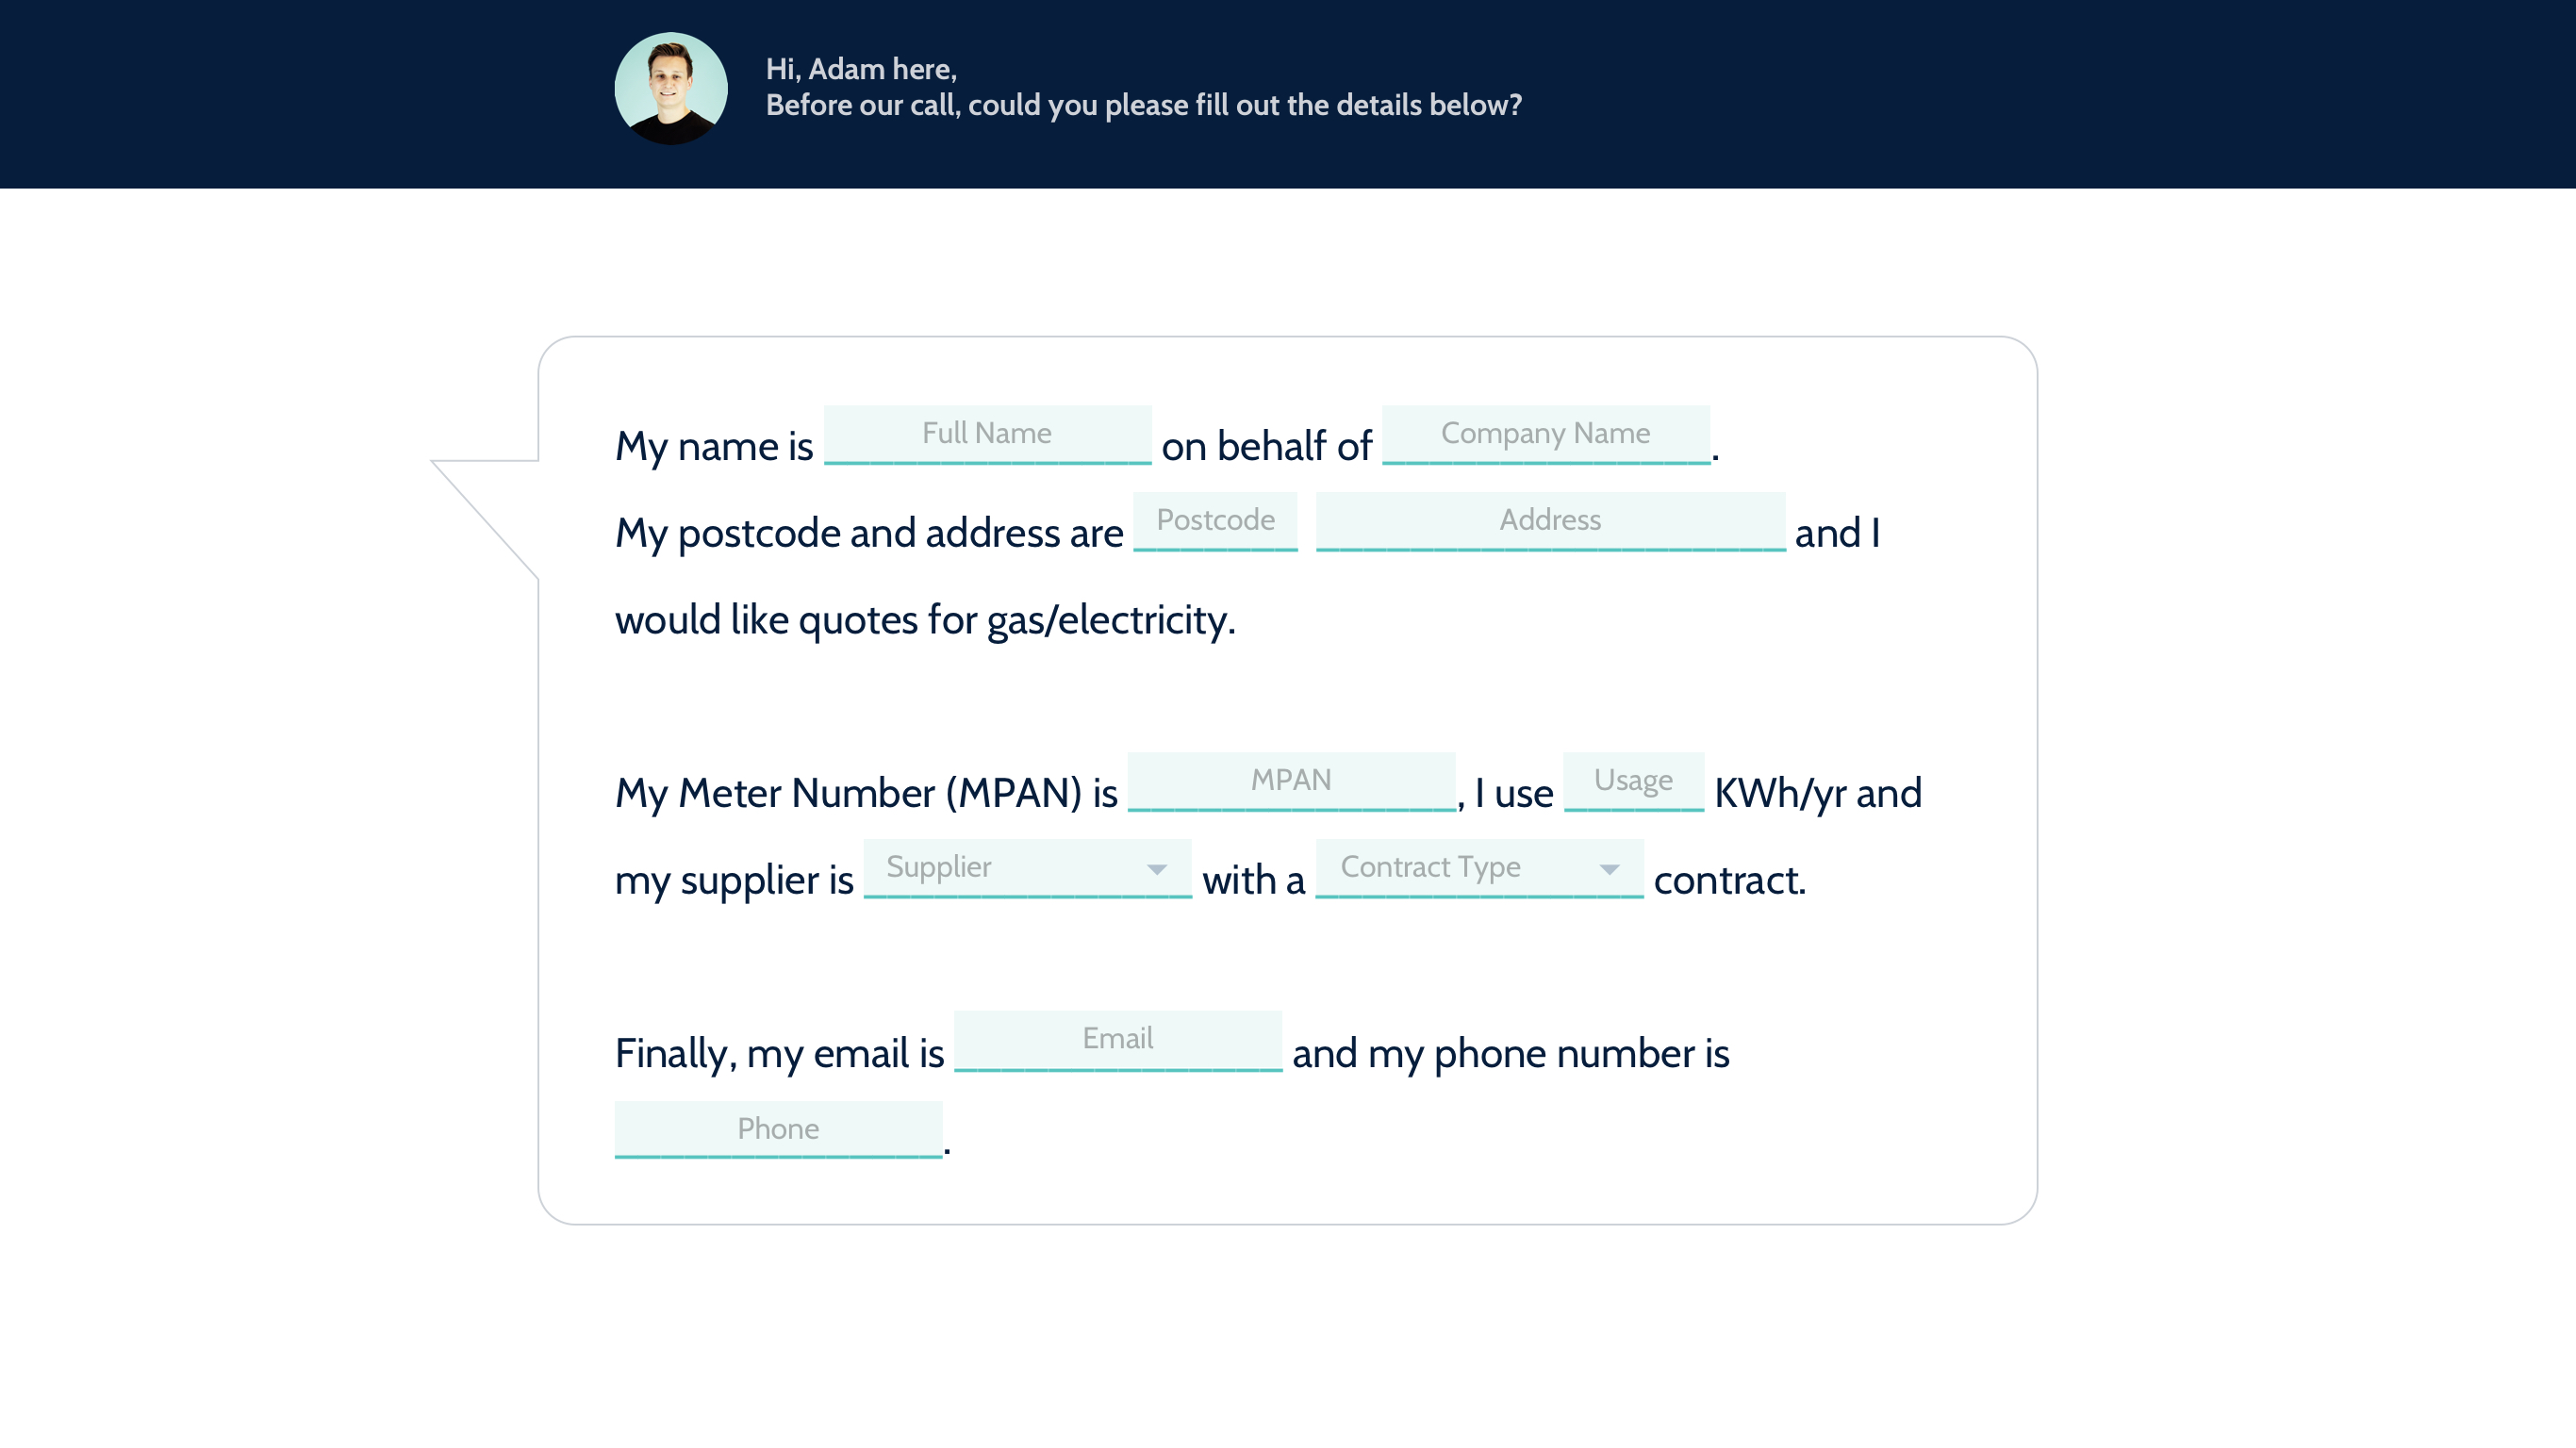 Hi, Adam here,
Before our call, could you please fill out the details below?
My name is Full Name on behalf of Company Name.
My postcode and address are Postcode Address and I
would like quotes for gas/electricity.
My Meter Number (MPAN) is MPAN, I use Usage KWh/yr and
my supplier is Supplier with a Contract Type contract.
Finally, my email is Email and my phone number is
Phone.